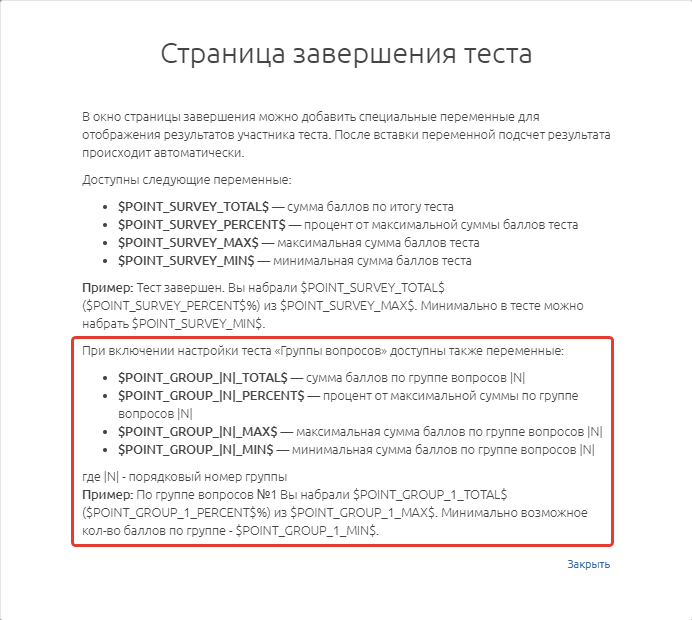 Страница завершения теста
В окно страницы завершения можно добавить специальные переменные для
отображения результатов участника теста. После вставки переменной подсчет результата
происходит автоматически.
Доступны следующие переменные:
• $POINT_SURVEY_TOTAL$ — сумма баллов по итогу теста
• $POINT_SURVEY_PERCENT$ — процент от максимальной суммы баллов теста
• $POINT_SURVEY_MAX$ — максимальная сумма баллов теста
• $POINT_SURVEY_MIN$ — минимальная сумма баллов теста
Пример: Тест завершен. Вы набрали $POINT_SURVEY_TOTAL$
($POINT_SURVEY_PERCENT$%) из $POINT_SURVEY_MAX$. Минимально в тесте можно
набрать $POINT_SURVEY_MIN$.
При включении настройки теста «Группы вопросов» доступны также переменные:
• $POINT_GROUP_|N|_TOTAL$ — сумма баллов по группе вопросов |N|
• $POINT_GROUP_|N|_PERCENT$ — процент от максимальной суммы по группе
вопросов |N|
• $POINT_GROUP_|N|_MAX$ — максимальная сумма баллов по группе вопросов |N|
• $POINT_GROUP_|N|_MIN$ — минимальная сумма баллов по группе вопросов |N|
где |N| - порядковый номер группы
Пример: По группе вопросов №1 Вы набрали $POINT_GROUP_1_TOTAL$
($POINT_GROUP_1_PERCENT$%) из $POINT_GROUP_1_MAX$. Минимально возможное
кол-во баллов по группе - $POINT_GROUP_1_MIN$.
Закрыть